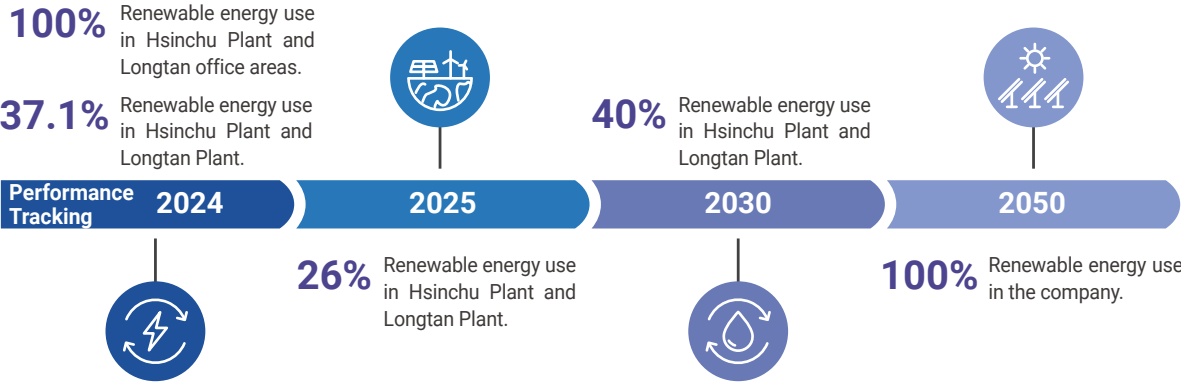 100%
Renewable energy use
in Hsinchu Plant and
Longtan office areas.
37.1%
Renewable energy use
in Hsinchu Plant and
Longtan Plant.
40%
Renewable energy use
in Hsinchu Plant and
Longtan Plant.
Performance
Tracking
2024
2025
2030
2050
26%
Renewable energy use
in Hsinchu Plant and
Longtan Plant.
100%
Renewable energy use
in the company.